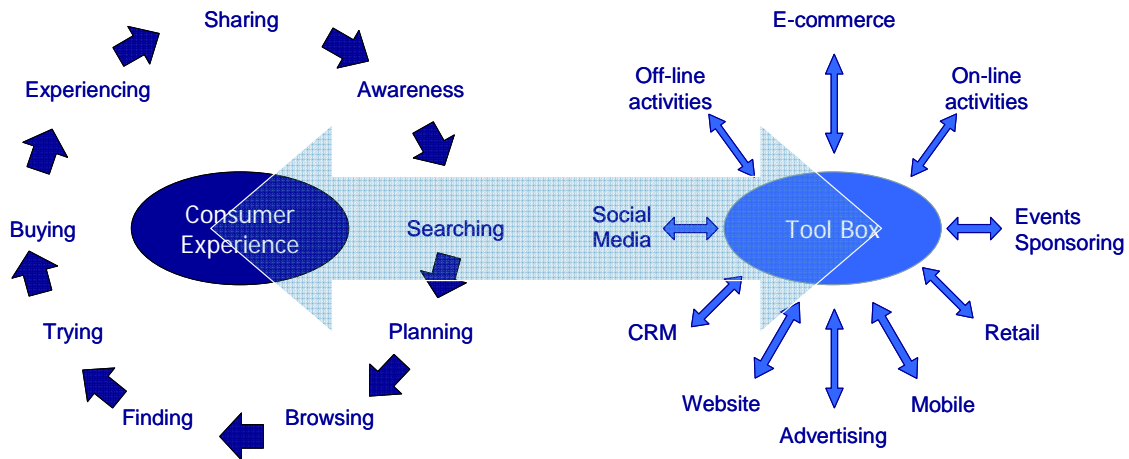 Sharing
E-commerce
Off-line
activities
On-line
activities
Experiencing
Awareness
Buying
Consumer
Experience
Searching
Social
Media
Tool Box
Events
Sponsoring
Trying
Planning
CRM
Retail
Finding
Browsing
Website
Mobile
Advertising